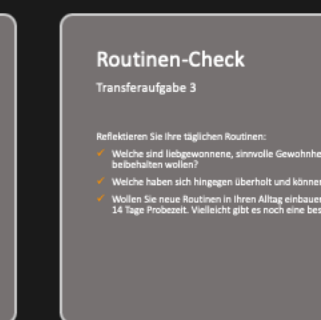 Routinen-Check
Transferaufgabe 3
Reflektieren Sie Ihre täglichen Routinen:
Welche sind liebgewonnene, sinnvolle Gewohnhe
beibehalten wollen?
Welche haben sich hingegen überholt und könne
Wollen Sie neue Routinen in Ihren Alltag einbaue
14 Tage Probezeit. Vielleicht gibt es noch eine bes